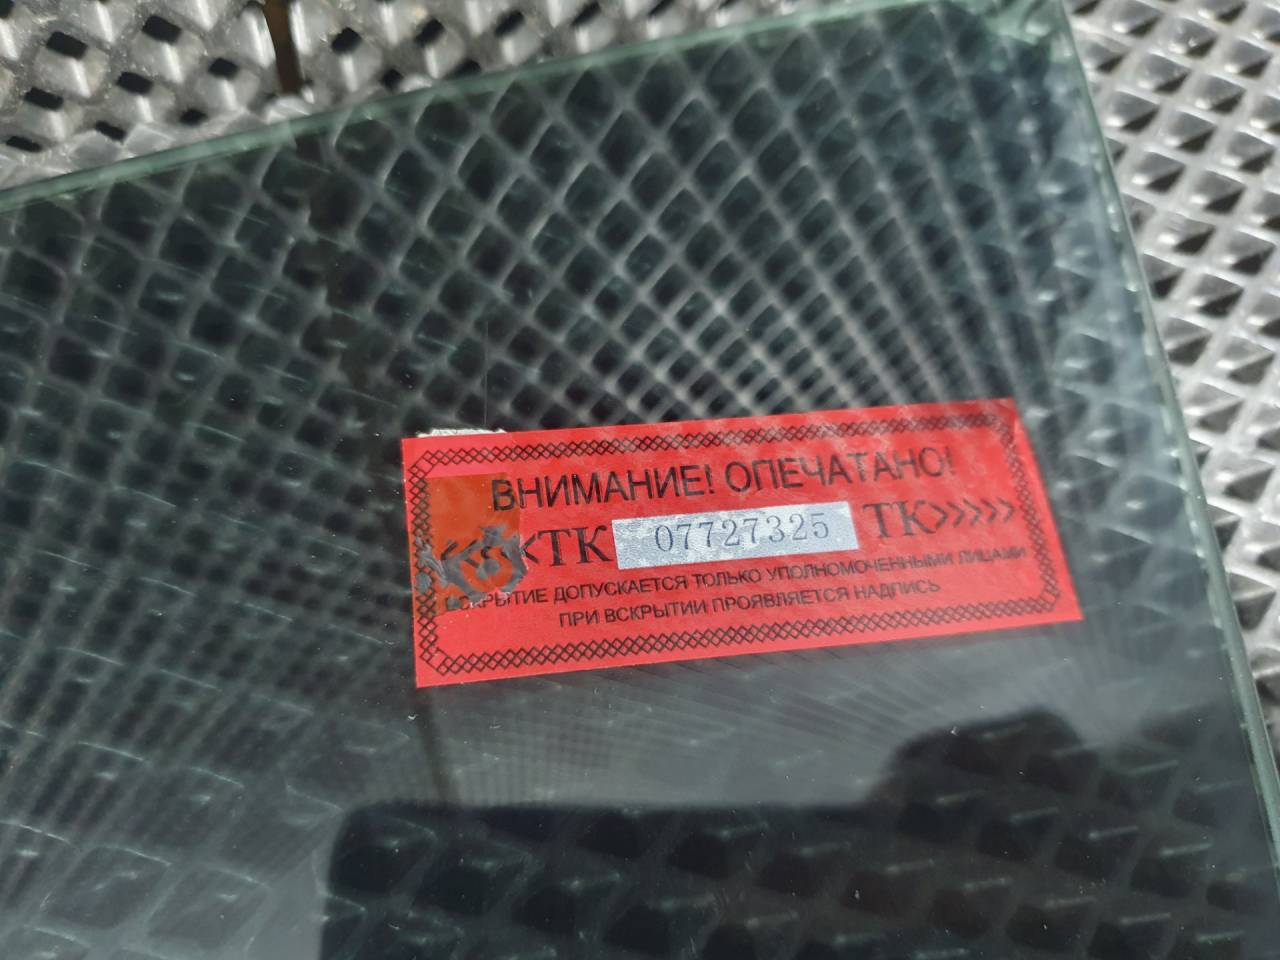 ВНИМАНИЕ! ОПЕЧАТАНО!
<ТК 07727325 ТК>>>>>
ВСКРЫТИЕ ДОПУСКАЕТСЯ ТОЛЬКО УПОЛНОМОЧЕННЫМИ ЛИЦАМИ
ПРИ ВСКРЫТИИ ПРОЯВЛЯЕТСЯ НАДПИСЬ